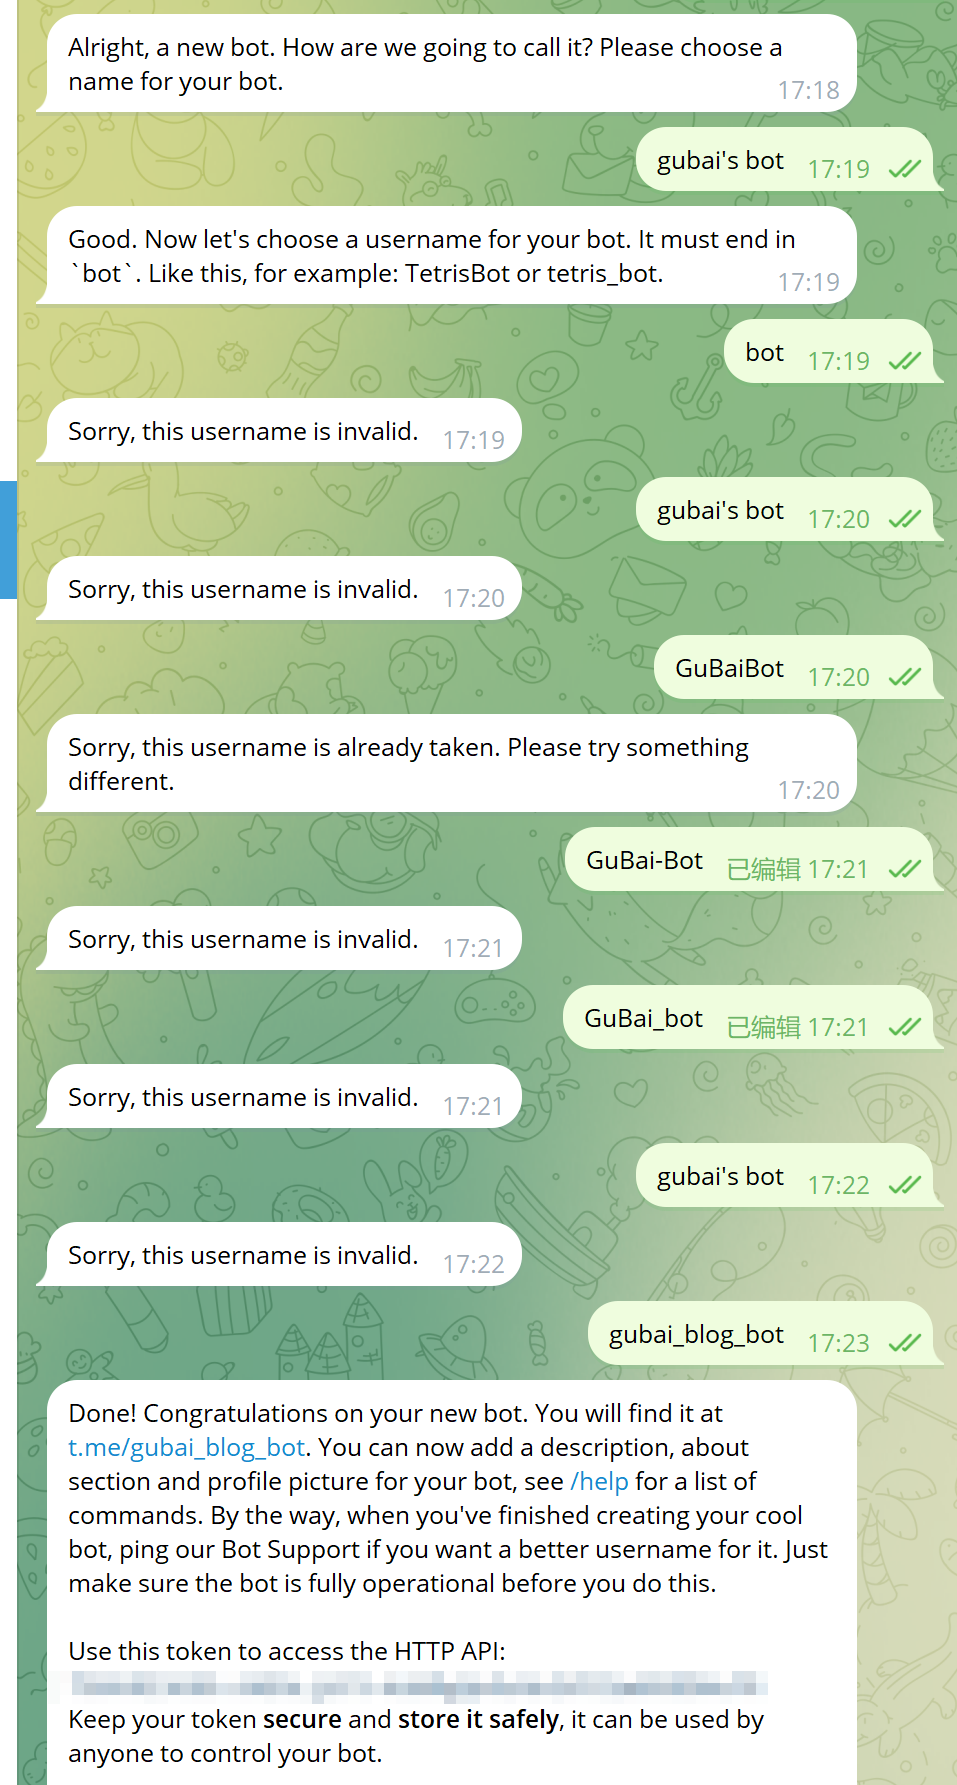 Alright, a new bot. How are we going to call it? Please choose a
name for your bot.
17:18
gubai's bot 17:19
Good. Now let's choose a username for your bot. It must end in
`bot`. Like this, for example: TetrisBot or tetris_bot.
17:19
bot 17:19
Sorry, this username is invalid. 17:19
gubai's bot 17:20
Sorry, this username is invalid. 17:20
GuBaiBot 17:20
Sorry, this username is already taken. Please try something
different.
17:20
GuBai-Bot 已编辑 17:21
Sorry, this username is invalid. 17:21
GuBai_bot 已编辑 17:21
Sorry, this username is invalid. 17:21
gubai's bot 17:22
Sorry, this username is invalid. 17:22
gubai_blog_bot 17:23
Done! Congratulations on your new bot. You will find it at
t.me/gubai_blog_bot. You can now add a description, about
section and profile picture for your bot, see /help for a list of
commands. By the way, when you've finished creating your cool
bot, ping our Bot Support if you want a better username for it. Just
make sure the bot is fully operational before you do this.
Use this token to access the HTTP API:
Keep your token secure and store it safely, it can be used by
anyone to control your bot.